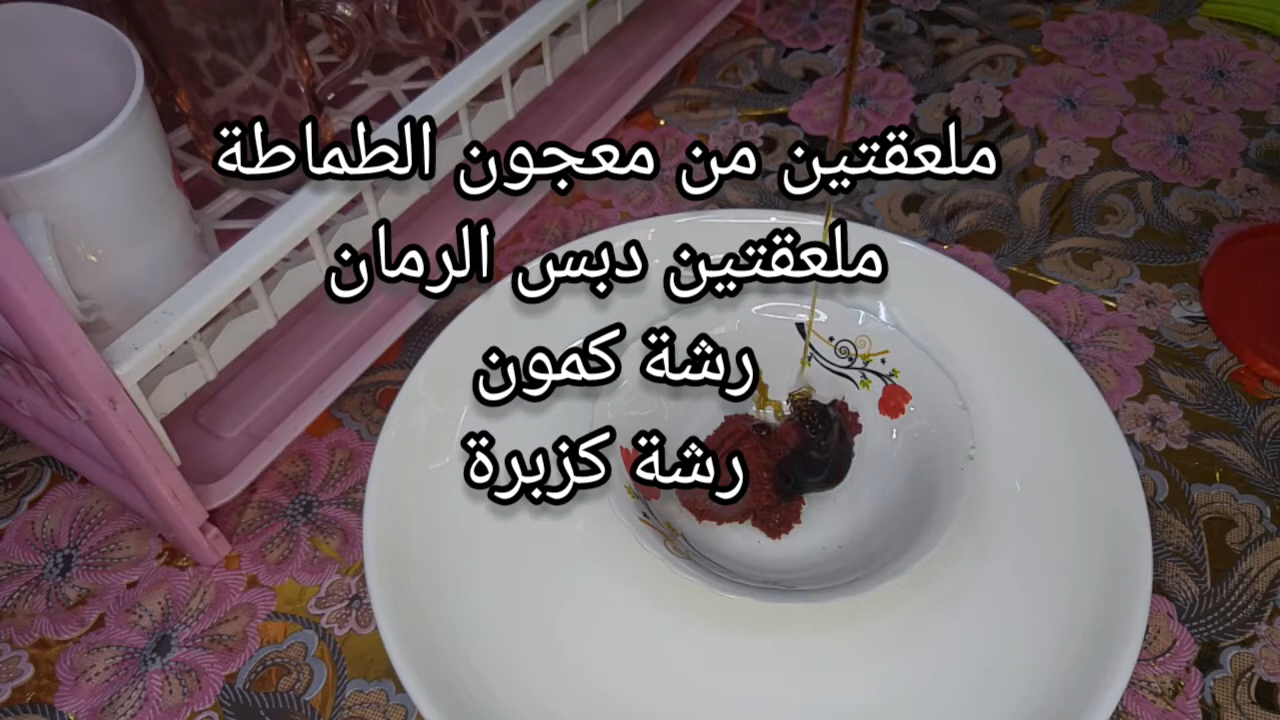 ملعقتين من معجون الطماطة
ملعقتين دبس الرمان
رشة كمون
رشة كزبرة